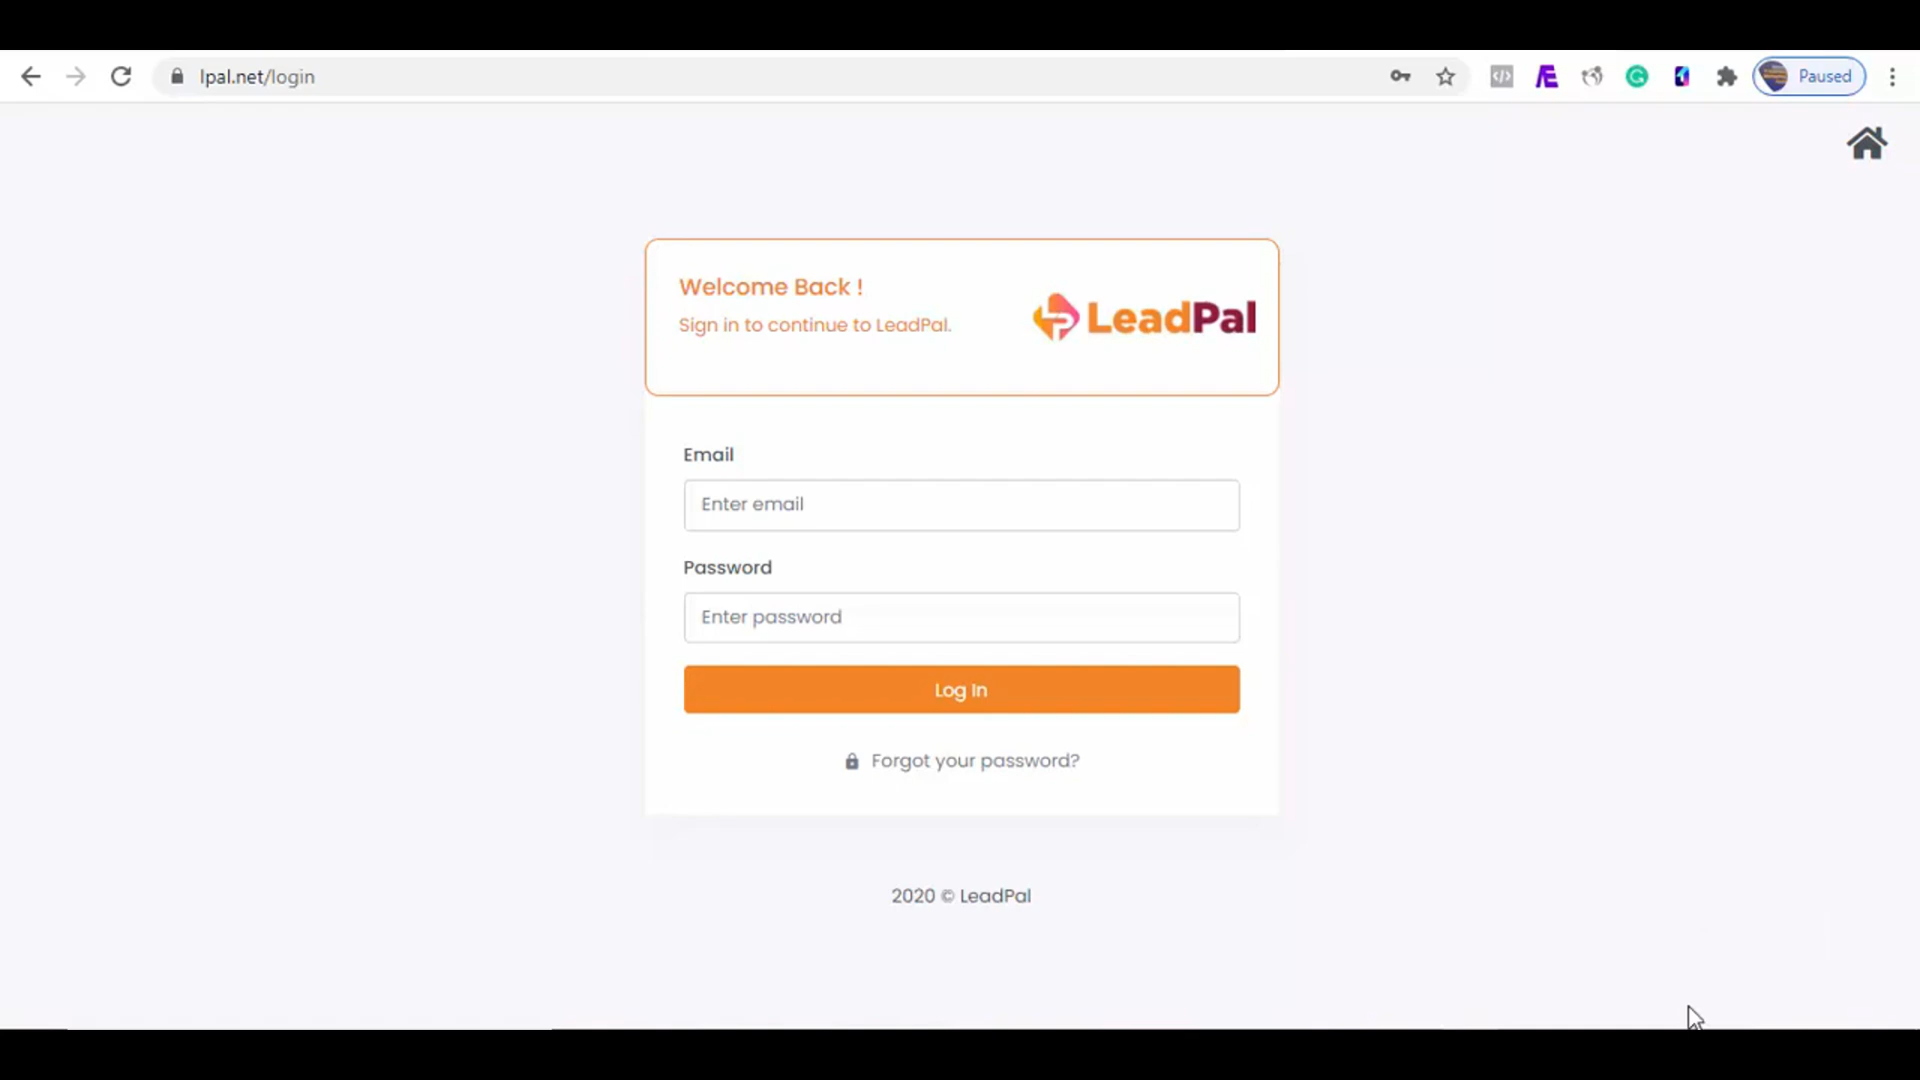 lpal.net/login
Paused
Welcome Back !
Sign in to continue to LeadPal.
LeadPal
Email
Enter email
Password
Enter password
Log In
Forgot your password?
2020 © LeadPal